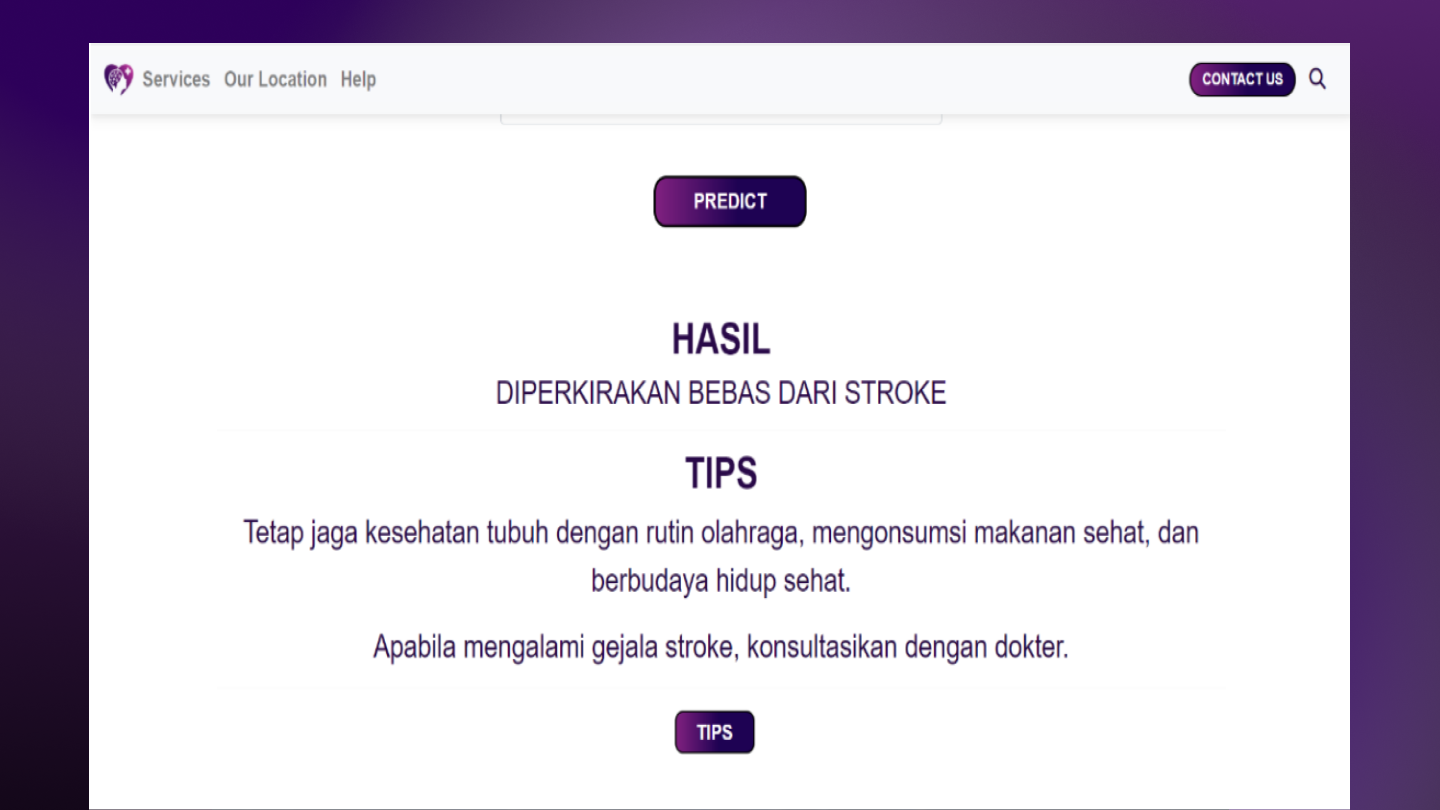 Services Our Location Help CONTACT US
PREDICT
HASIL
DIPERKIRAKAN BEBAS DARI STROKE
TIPS
Tetap jaga kesehatan tubuh dengan rutin olahraga, mengonsumsi makanan sehat, dan
berbudaya hidup sehat.
Apabila mengalami gejala stroke, konsultasikan dengan dokter.
TIPS